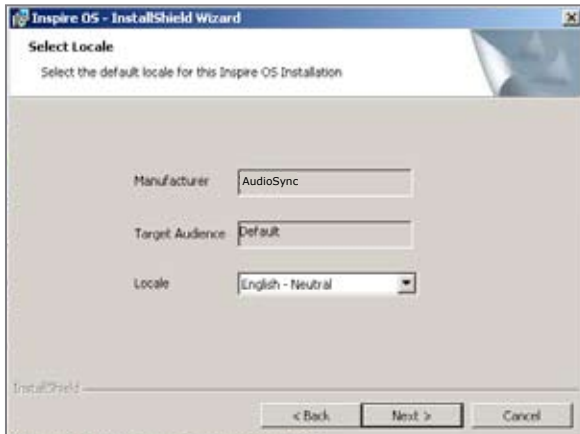 Inspire OS - InstallShield Wizard
Select Locale
Select the default locale for this Inspire OS Installation
Manufacturer AudioSync
Target Audience Default
Locale English - Neutral
InstallShield
< Back Next > Cancel